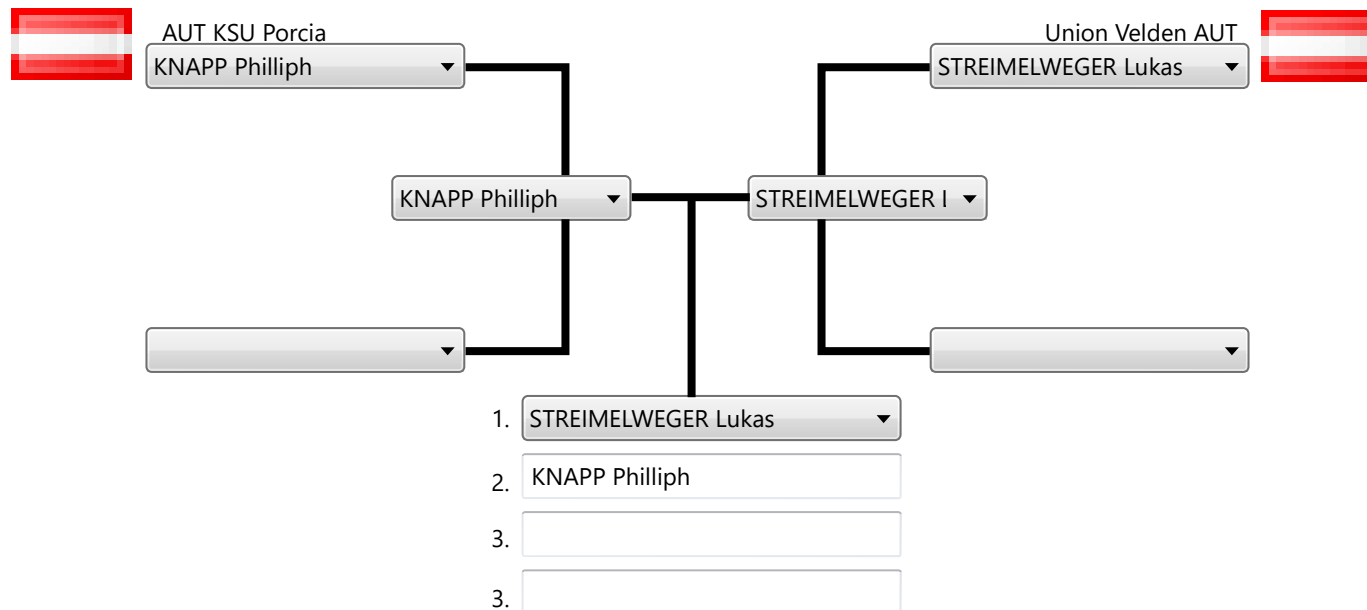 AUT KSU Porcia
Union Velden AUT
KNAPP Philliph
STREIMELWEGER Lukas
KNAPP Philliph
STREIMELWEGER
1. STREIMELWEGER Lukas
2. KNAPP Philliph
3.
3.